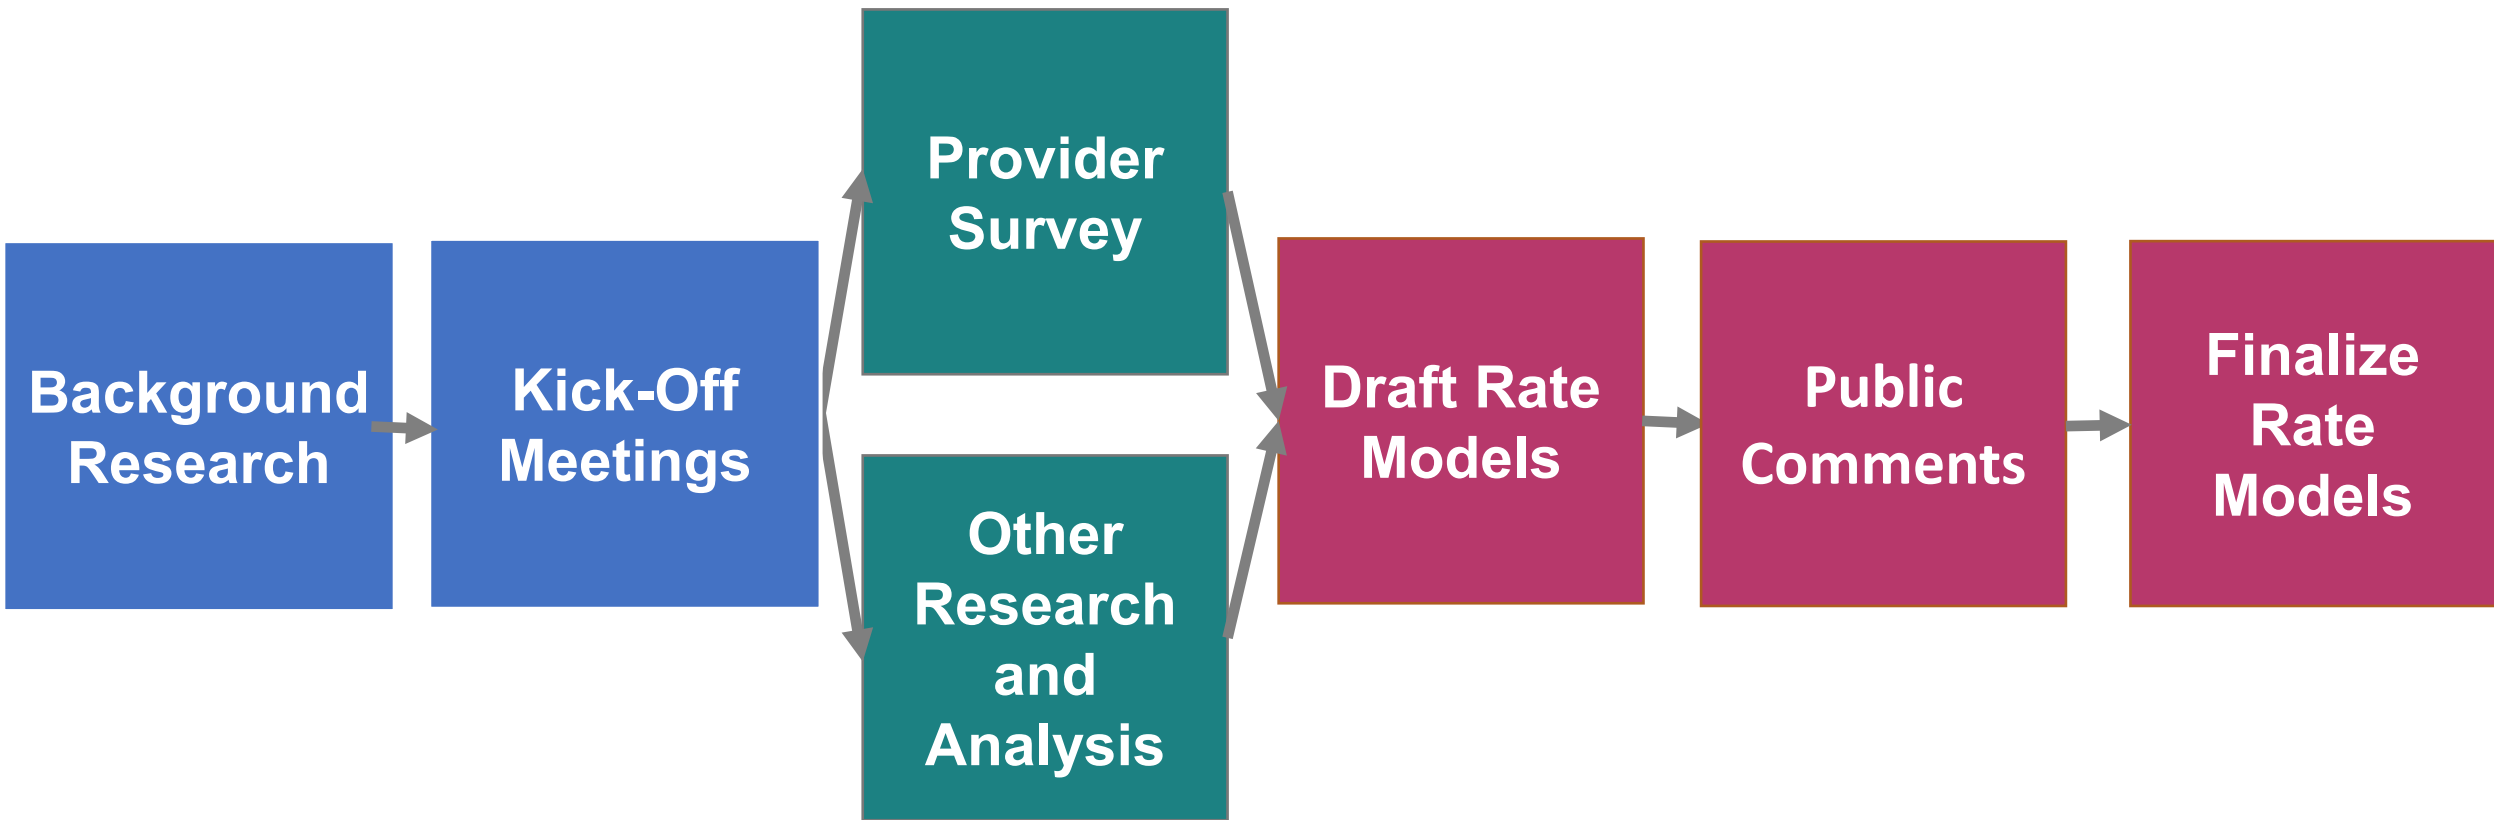 Background
Research
Kick-Off
Meetings
Provider
Survey
Other
Research
and
Analysis
Draft Rate
Models
Public
Comments
Finalize
Rate
Models